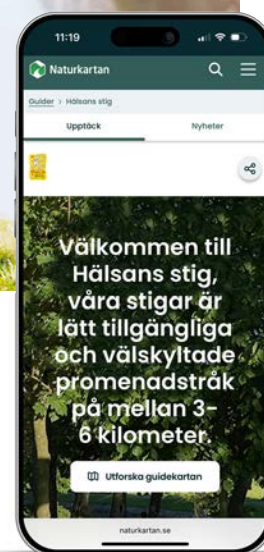 11:19
Naturkartan
Guider > Hälsans stig
Upptäck
Nyheter
Välkommen till
Hälsans stig,
våra stigar är
lätt tillgängliga
och välskyltade
promenadstråk
på mellan 3–
6 kilometer.
Utforska guidekartan
naturkartan.se